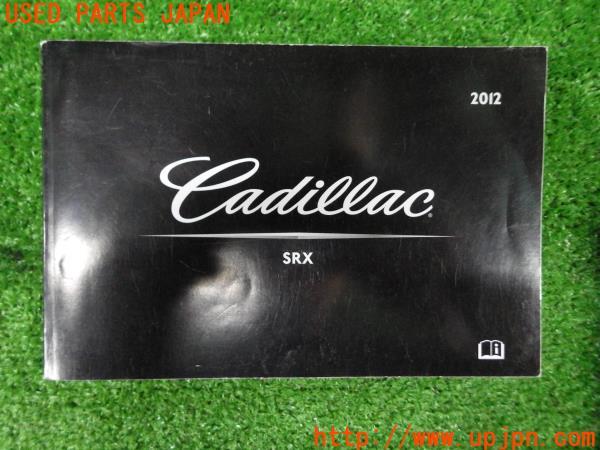 USED PARTS JAPAN
2012
Cadillac®
SRX
http://www.upjpn.com/